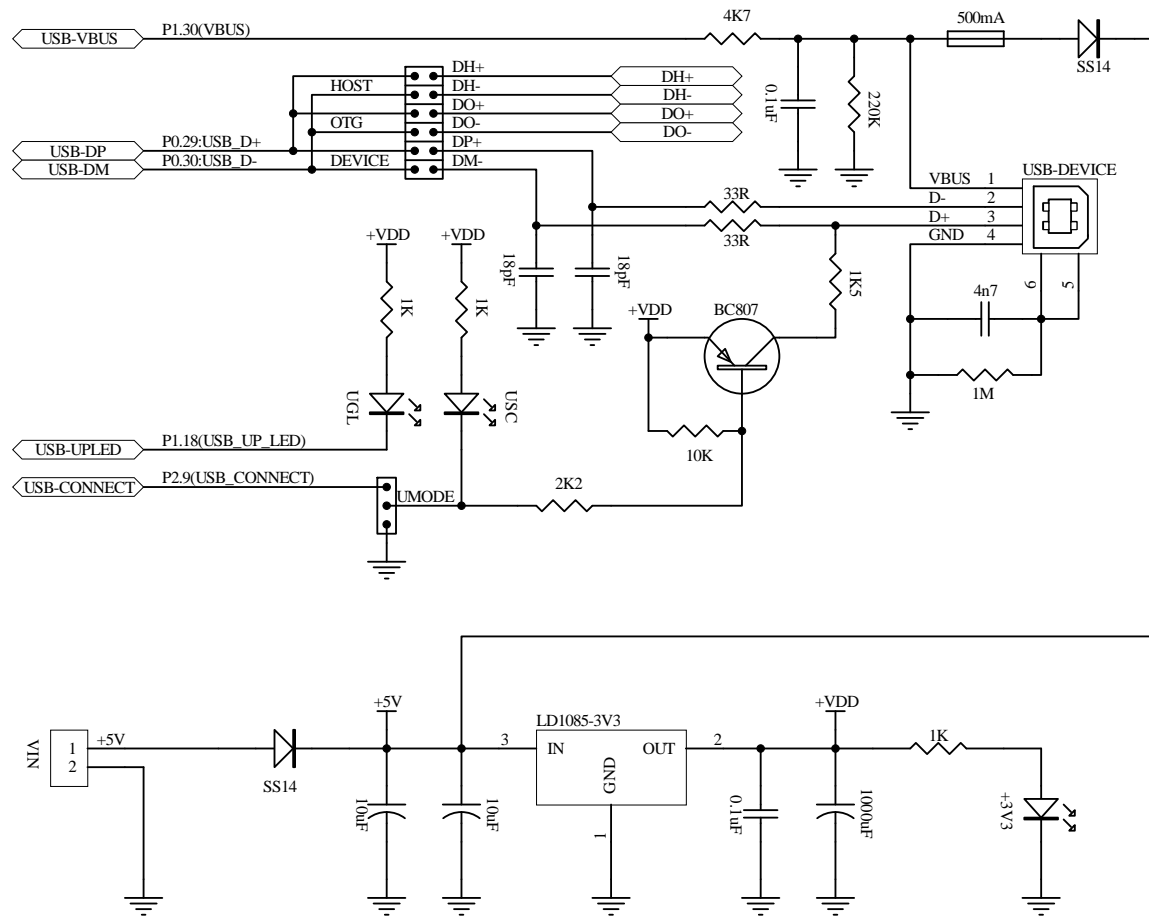 P1.30(VBUS)
USB-VBUS
4K7
500mA
SS14
0.1uF
220K
DH+
HOST
DH-
DO+
OTG
DO-
DP+
DEVICE
DM-
DH+
DH-
DO+
DO-
P0.29:USB_D+
USB-DP
P0.30:USB_D-
USB-DM
USB-DEVICE
VBUS 1
D- 2
D+ 3
GND 4
33R
33R
6
5
+VDD
+VDD
18pF
18pF
1K
1K
1K5
+VDD
BC807
4n7
1M
UGL
USC
P1.18(USB_UP_LED)
USB-UPLED
10K
P2.9(USB_CONNECT)
USB-CONNECT
UMODE
2K2
VIN
1
2
+5V
SS14
+5V
10uF
10uF
LD1085-3V3
3
IN
OUT
GND
1
2
+VDD
0.1uF
1000uF
1K
+3V3